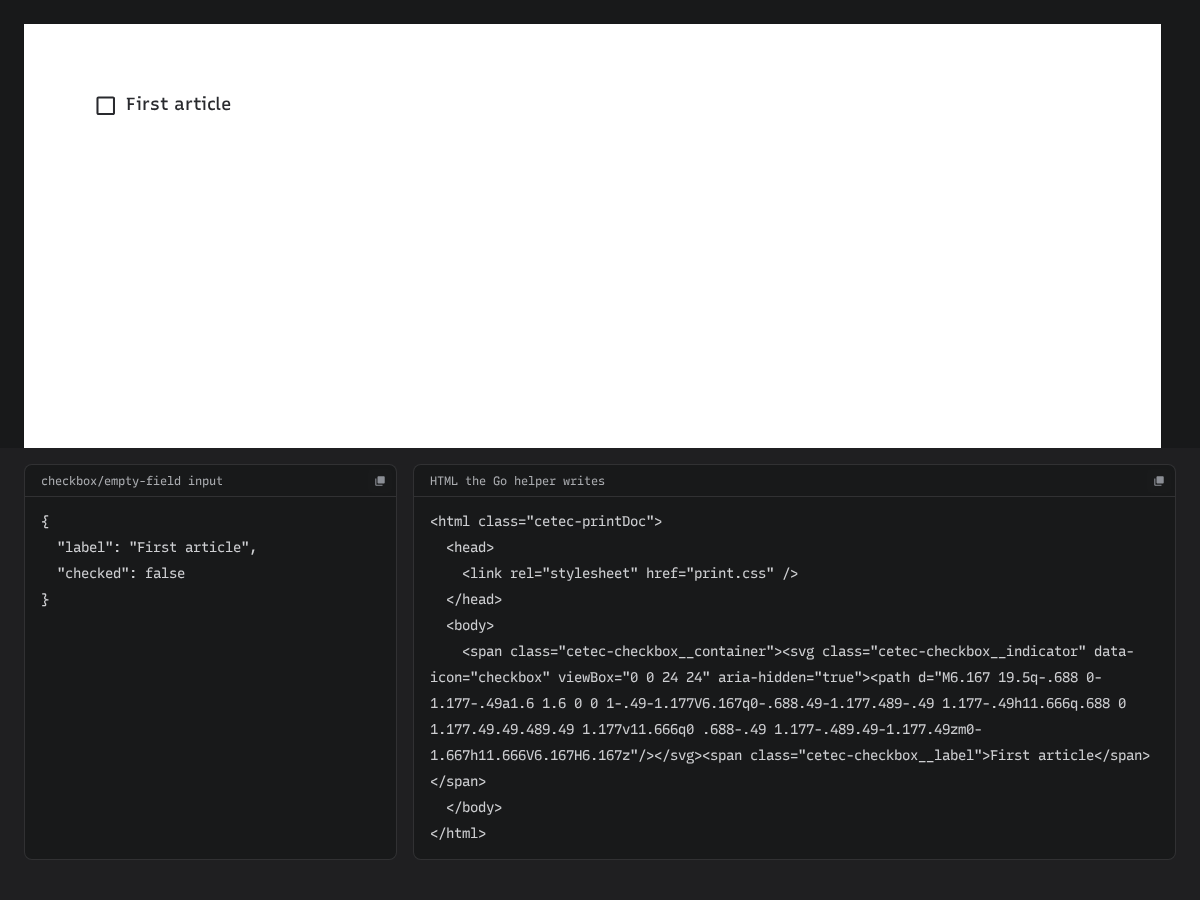 First article
checkbox/empty-field input
{
  "label": "First article",
  "checked": false
}
HTML the Go helper writes
<html class="cetec-printDoc">
  <head>
    <link rel="stylesheet" href="print.css" />
  </head>
  <body>
    <span class="cetec-checkbox__container"><svg class="cetec-checkbox__indicator" data-
icon="checkbox" viewBox="0 0 24 24" aria-hidden="true"><path d="M6.167 19.5q-.688 0-
1.177-.49a1.6 1.6 0 0 1-.49-1.177V6.167q0-.688.49-1.177.489-.49 1.177-.49h11.666q.688 0
1.177.49.49.489.49 1.177v11.666q0 .688-.49 1.177-.489.49-1.177.49zm0-
1.667h11.666V6.167H6.167z"/></svg><span class="cetec-checkbox__label">First article</span>
</span>
  </body>
</html>